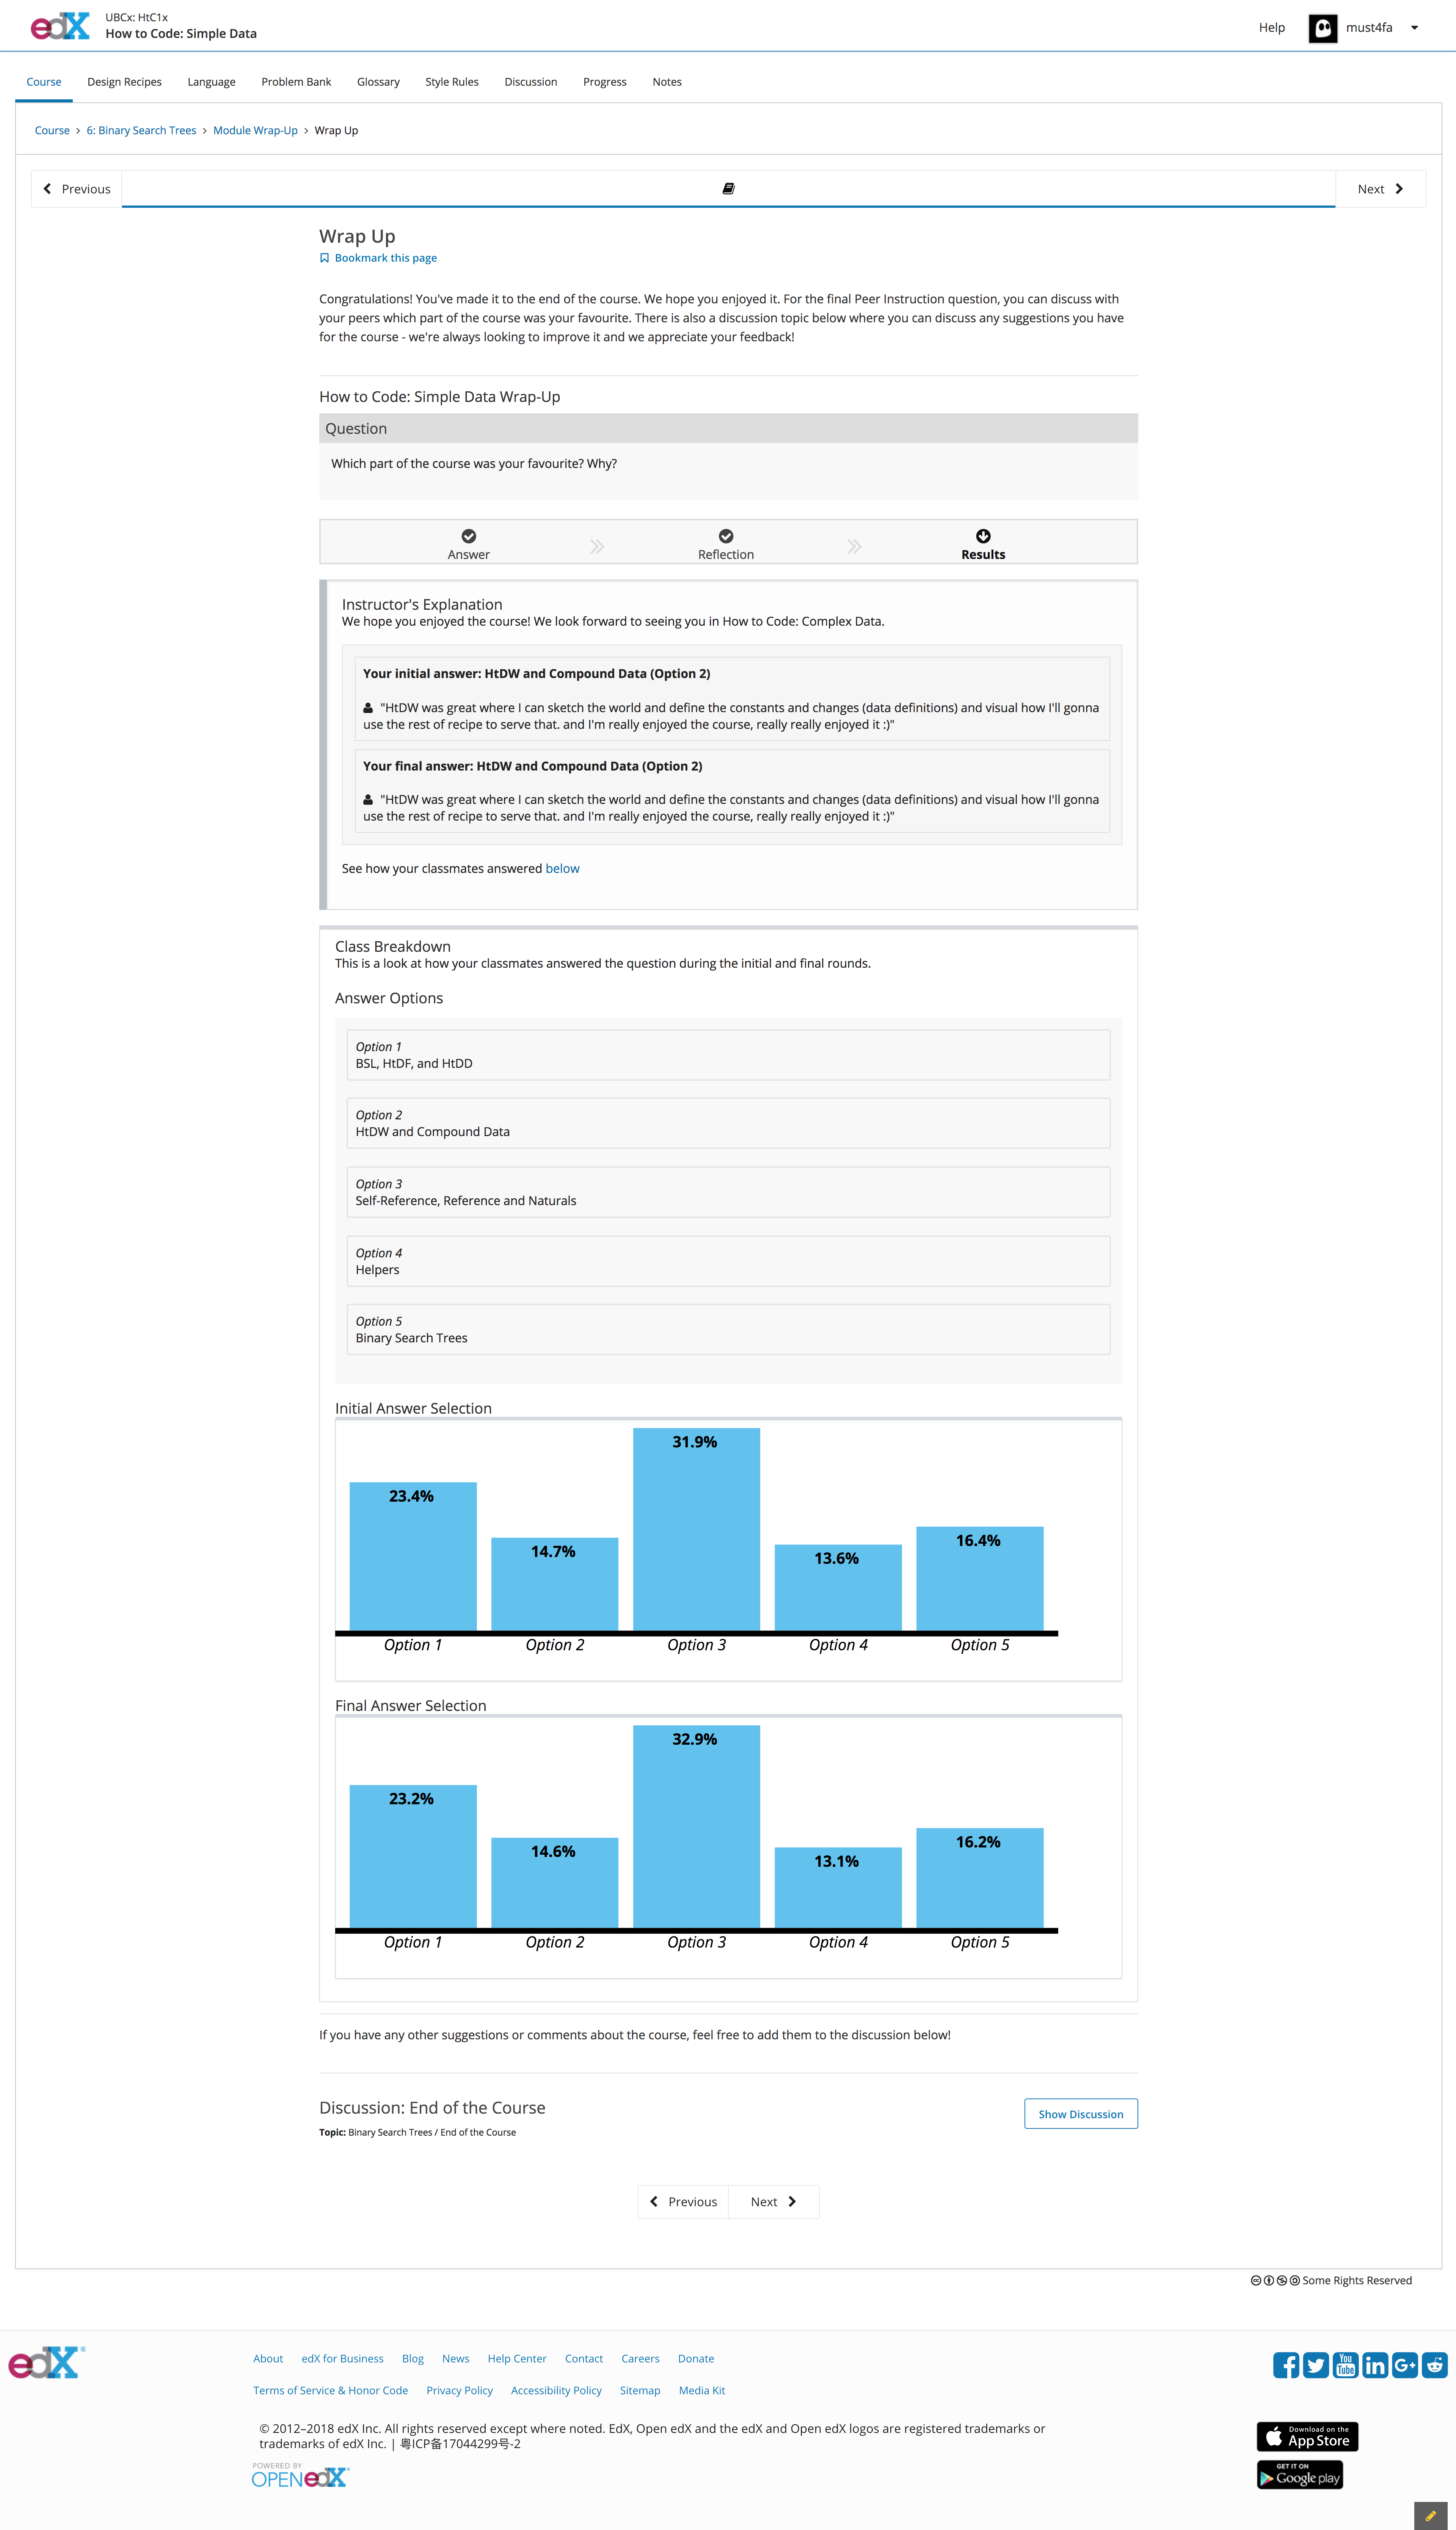 edX
UBCx: HtC1x
How to Code: Simple Data
Help
must4fa
Course
Design Recipes
Language
Problem Bank
Glossary
Style Rules
Discussion
Progress
Notes
Course > 6: Binary Search Trees > Module Wrap-Up > Wrap Up
Previous
Next
Wrap Up
Bookmark this page
Congratulations! You've made it to the end of the course. We hope you enjoyed it. For the final Peer Instruction question, you can discuss with
your peers which part of the course was your favourite. There is also a discussion topic below where you can discuss any suggestions you have
for the course - we're always looking to improve it and we appreciate your feedback!
How to Code: Simple Data Wrap-Up
Question
Which part of the course was your favourite? Why?
Answer
Reflection
Results
Instructor's Explanation
We hope you enjoyed the course! We look forward to seeing you in How to Code: Complex Data.
Your initial answer: HtDW and Compound Data (Option 2)
"HtDW was great where I can sketch the world and define the constants and changes (data definitions) and visual how I'll gonna
use the rest of recipe to serve that. and I'm really enjoyed the course, really really enjoyed it :)"
Your final answer: HtDW and Compound Data (Option 2)
"HtDW was great where I can sketch the world and define the constants and changes (data definitions) and visual how I'll gonna
use the rest of recipe to serve that. and I'm really enjoyed the course, really really enjoyed it :)"
See how your classmates answered below
Class Breakdown
This is a look at how your classmates answered the question during the initial and final rounds.
Answer Options
Option 1
BSL, HtDF, and HtDD
Option 2
HtDW and Compound Data
Option 3
Self-Reference, Reference and Naturals
Option 4
Helpers
Option 5
Binary Search Trees
Initial Answer Selection
23.4%
14.7%
31.9%
13.6%
16.4%
Option 1
Option 2
Option 3
Option 4
Option 5
Final Answer Selection
23.2%
14.6%
32.9%
13.1%
16.2%
Option 1
Option 2
Option 3
Option 4
Option 5
If you have any other suggestions or comments about the course, feel free to add them to the discussion below!
Discussion: End of the Course
Show Discussion
Topic: Binary Search Trees / End of the Course
Previous
Next
Some Rights Reserved
edX
About
edX for Business
Blog
News
Help Center
Contact
Careers
Donate
You
Tube
in
G+
Terms of Service & Honor Code
Privacy Policy
Accessibility Policy
Sitemap
Media Kit
© 2012–2018 edX Inc. All rights reserved except where noted. EdX, Open edX and the edX and Open edX logos are registered trademarks or
trademarks of edX Inc. | 粤ICP备17044299号-2
Download on the
App Store
POWERED BY
OPEN edX
GET IT ON
Google play